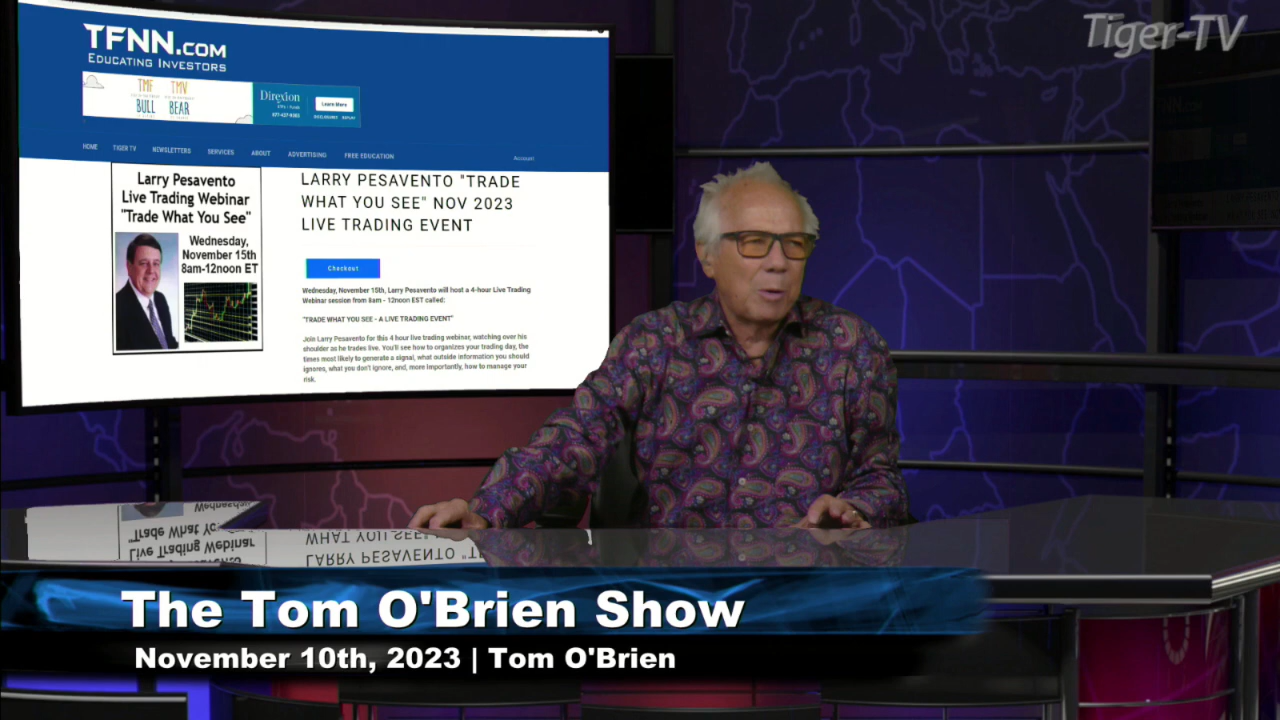 Tiger-TV
TFNN.COM
EDUCATING INVESTORS
TMF TMV
BULL BEAR
Direxion
Learn More
HOME TIGER TV NEWSLETTERS SERVICES ABOUT ADVERTISING FREE EDUCATION Account
Larry Pesavento
Live Trading Webinar
"Trade What You See"
Wednesday,
November 15th
8am-12noon ET
LARRY PESAVENTO "TRADE
WHAT YOU SEE" NOV 2023
LIVE TRADING EVENT
Checkout
Wednesday, November 15th, Larry Pesavento will host a 4-hour Live Trading
Webinar session from 8am - 12noon EST called:
"TRADE WHAT YOU SEE - A LIVE TRADING EVENT"
Join Larry Pesavento for this 4 hour live trading webinar, watching over his
shoulder as he trades live. You'll see how to organizes your trading day, the
times most likely to generate a signal, what outside information you should
ignores, what you don't ignore, and, more importantly, how to manage your
risk.
The Tom O'Brien Show
November 10th, 2023 | Tom O'Brien